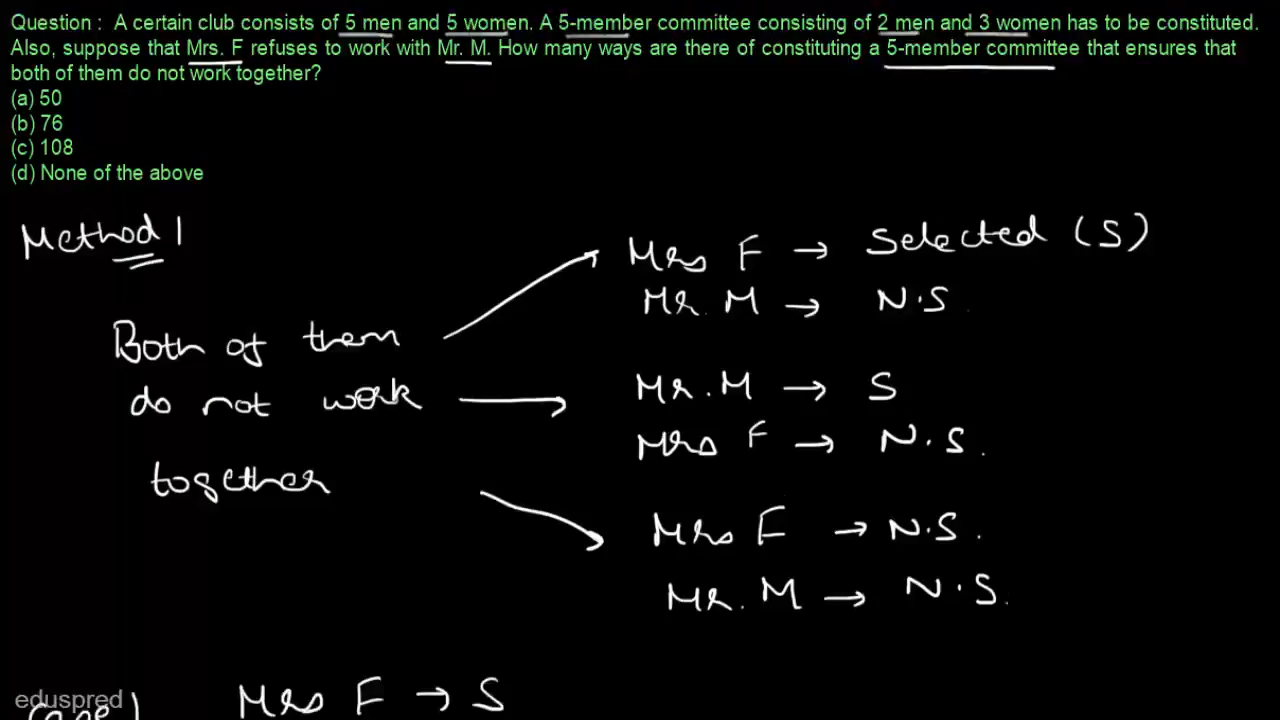 Question : A certain club consists of 5 men and 5 women. A 5-member committee consisting of 2 men and 3 women has to be constituted.
Also, suppose that Mrs. F refuses to work with Mr. M. How many ways are there of constituting a 5-member committee that ensures that
both of them do not work together?
(a) 50
(b) 76
(c) 108
(d) None of the above
Method 1
Both of them
do not work
together
Mrs F → Selected (S)
Mr. M → N.S
Mr. M → S
Mrs F → N.S.
Mrs F → N.S.
Mr. M → N.S.
Mrs F → S
eduspred